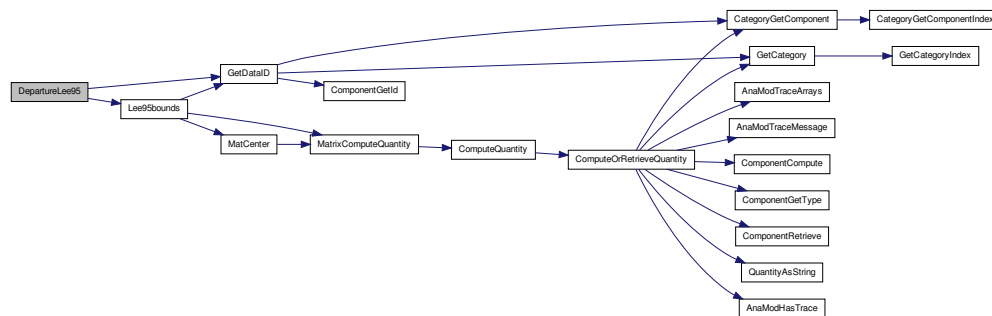 DepartureLee95
Lee95bounds
GetDataID
ComponentGetId
MatCenter
MatrixComputeQuantity
ComputeQuantity
ComputeOrRetrieveQuantity
CategoryGetComponent
CategoryGetComponentIndex
GetCategory
GetCategoryIndex
AnaModTraceArrays
AnaModTraceMessage
ComponentCompute
ComponentGetType
ComponentRetrieve
QuantityAsString
AnaModHasTrace